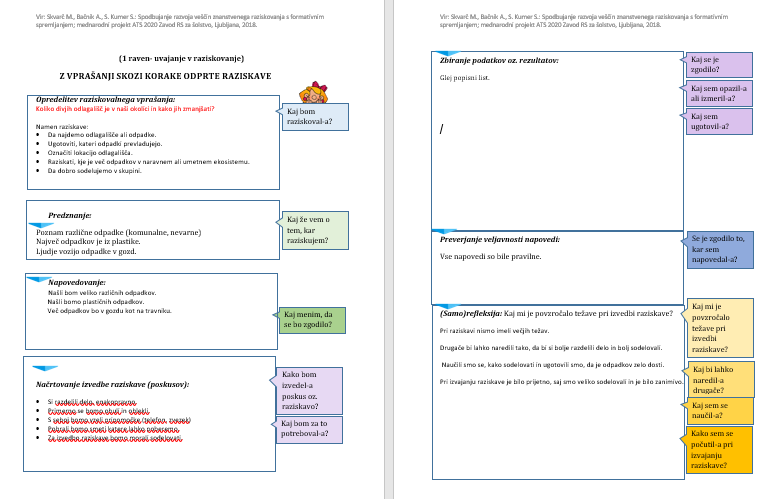 Vir: Skvarč M., Bačnik A., S. Kumer S.: Spodbujanje razvoja veščin znanstvenega raziskovanja s formativnim
spremljanjem; mednarodni projekt ATS 2020 Zavod RS za šolstvo, Ljubljana, 2018.
(1 raven- uvajanje v raziskovanje)
Z VPRAŠANJI SKOZI KORAKE ODPRTE RAZISKAVE
Opredelitev raziskovalnega vprašanja:
Koliko divjih odlagališč je v naši okolici in kako jih zmanjšati?
Namen raziskave:
Da najdemo odlagališče ali odpadke.
Ugotoviti, kateri odpadki prevladujejo.
Označiti lokacijo odlagališča.
Raziskati, kje je več odpadkov v naravnem ali umetnem ekosistemu.
Da dobro sodelujemo v skupini.
Kaj bom
raziskoval-a?
Predznanje:
Poznam različne odpadke (komunalne, nevarne)
Največ odpadkov je iz plastike.
Ljudje vozijo odpadke v gozd.
Kaj že vem o
tem, kar
raziskujem?
Napovedovanje:
Našli bom veliko različnih odpadkov.
Našli bomo plastičnih odpadkov.
Več odpadkov bo v gozdu kot na travniku.
Kaj menim, da
se bo zgodilo?
Načrtovanje izvedbe raziskave (poskusov):
Si razdelili delo, enakopravno.
Primerno se bomo obuli in oblekli.
S seboj bomo vzeli pripomočke (telefon, zvezek)
Pobrali bomo smeti katere lahko poberemo.
Za izvedbo raziskave bomo morali sodelovati.
Kako bom
izvedel-a
poskus oz.
raziskavo?
Kaj bom za to
potreboval-a?
Vir: Skvarč M., Bačnik A., S. Kumer S.: Spodbujanje razvoja veščin znanstvenega raziskovanja s formativnim
spremljanjem; mednarodni projekt ATS 2020 Zavod RS za šolstvo, Ljubljana, 2018.
Zbiranje podatkov oz. rezultatov:
Glej popisni list.
/
Kaj se je
zgodilo?
Kaj sem opazil-a
ali izmeril-a?
Kaj sem
ugotovil-a?
Preverjanje veljavnosti napovedi:
Vse napovedi so bile pravilne.
Se je zgodilo to,
kar sem
napovedal-a?
(Samo)refleksija: Kaj mi je povzročalo težave pri izvedbi raziskave?
Pri raziskavi nismo imeli večjih težav.
Drugače bi lahko naredili tako, da bi si bolje razdelili delo in bolj sodelovali.
Naučili smo se, kako sodelovati in ugotovili smo, da je odpadkov zelo dosti.
Pri izvajanju raziskave je bilo prijetno, saj smo veliko sodelovali in je bilo zanimivo.
Kaj mi je
povzročalo
težave pri
izvedbi
raziskave?
Kaj bi lahko
naredil-a
drugače?
Kaj sem se
naučil-a?
Kako sem se
počutil-a pri
izvajanju
raziskave?